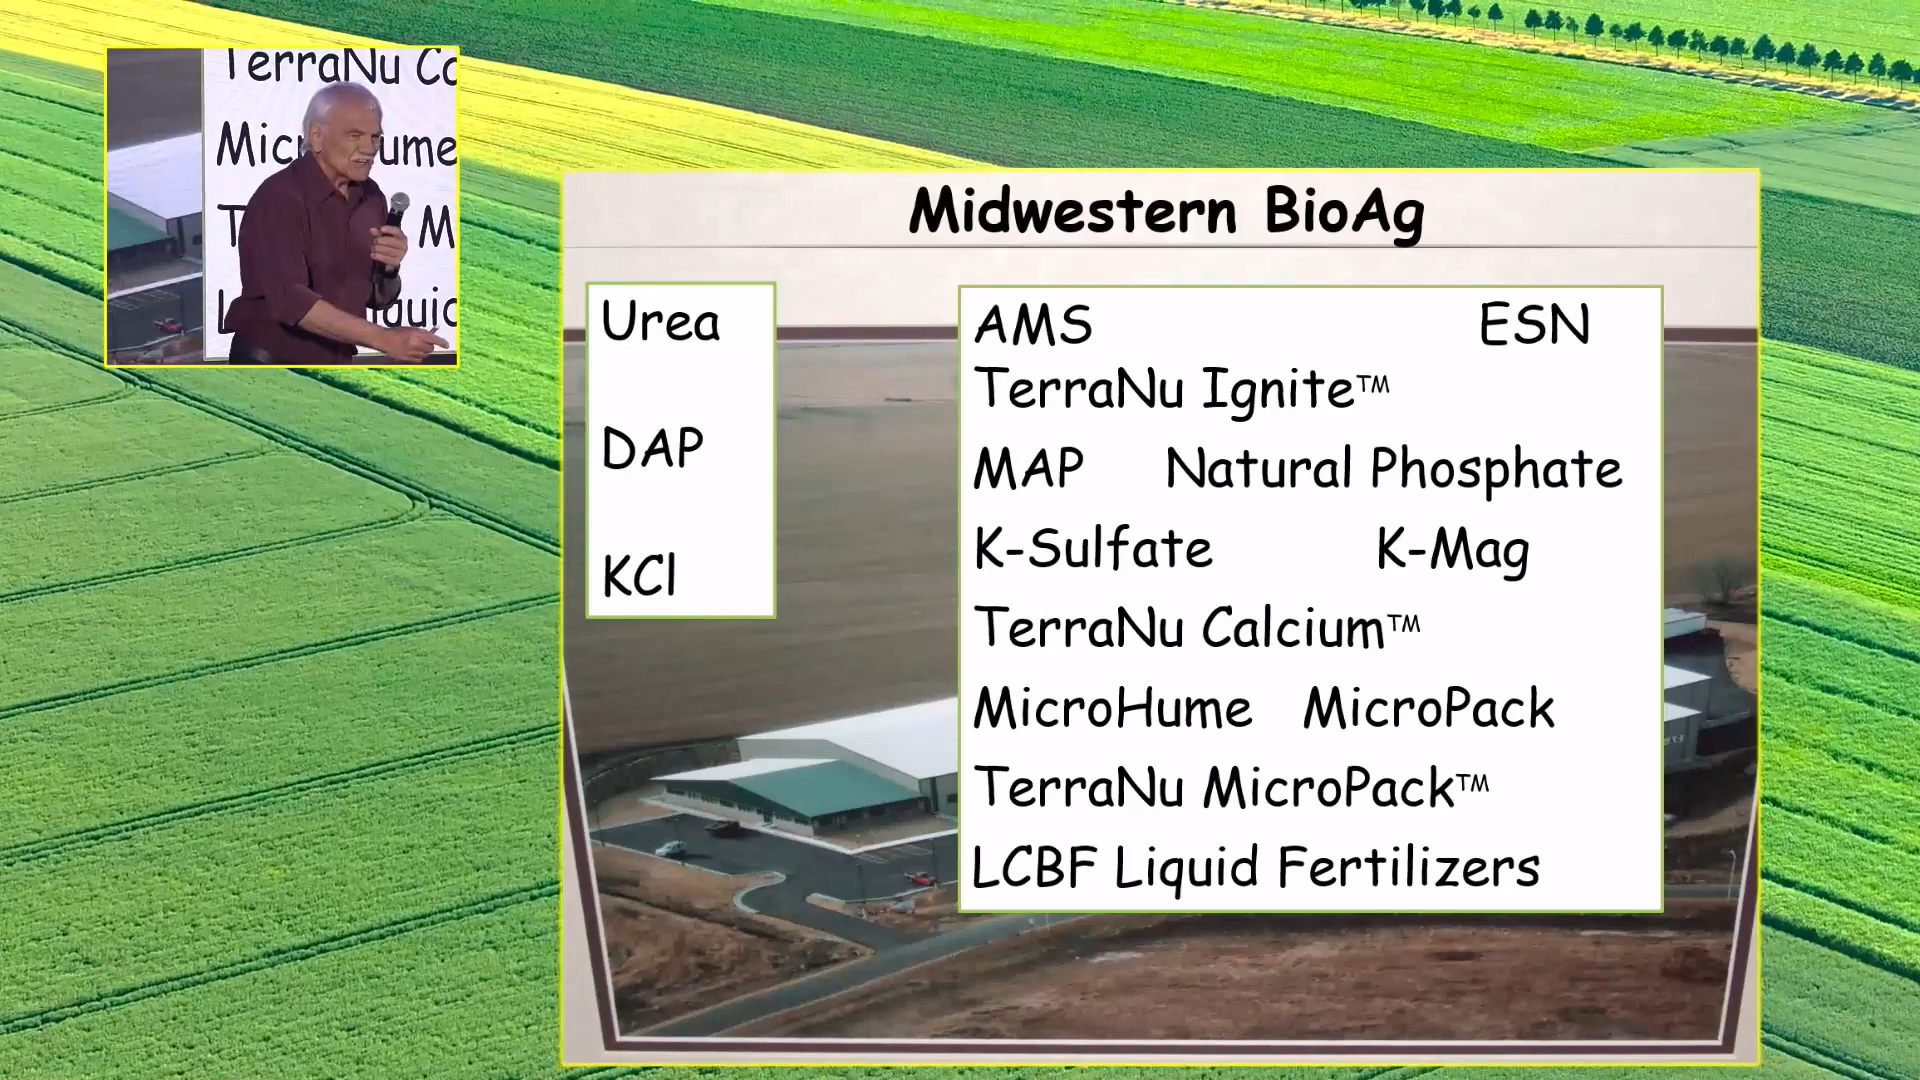 TerraNu
Midwestern BioAg
Urea
DAP
KCl
AMS ESN
TerraNu Ignite™
MAP Natural Phosphate
K-Sulfate K-Mag
TerraNu Calcium™
MicroHume MicroPack
TerraNu MicroPack™
LCBF Liquid Fertilizers